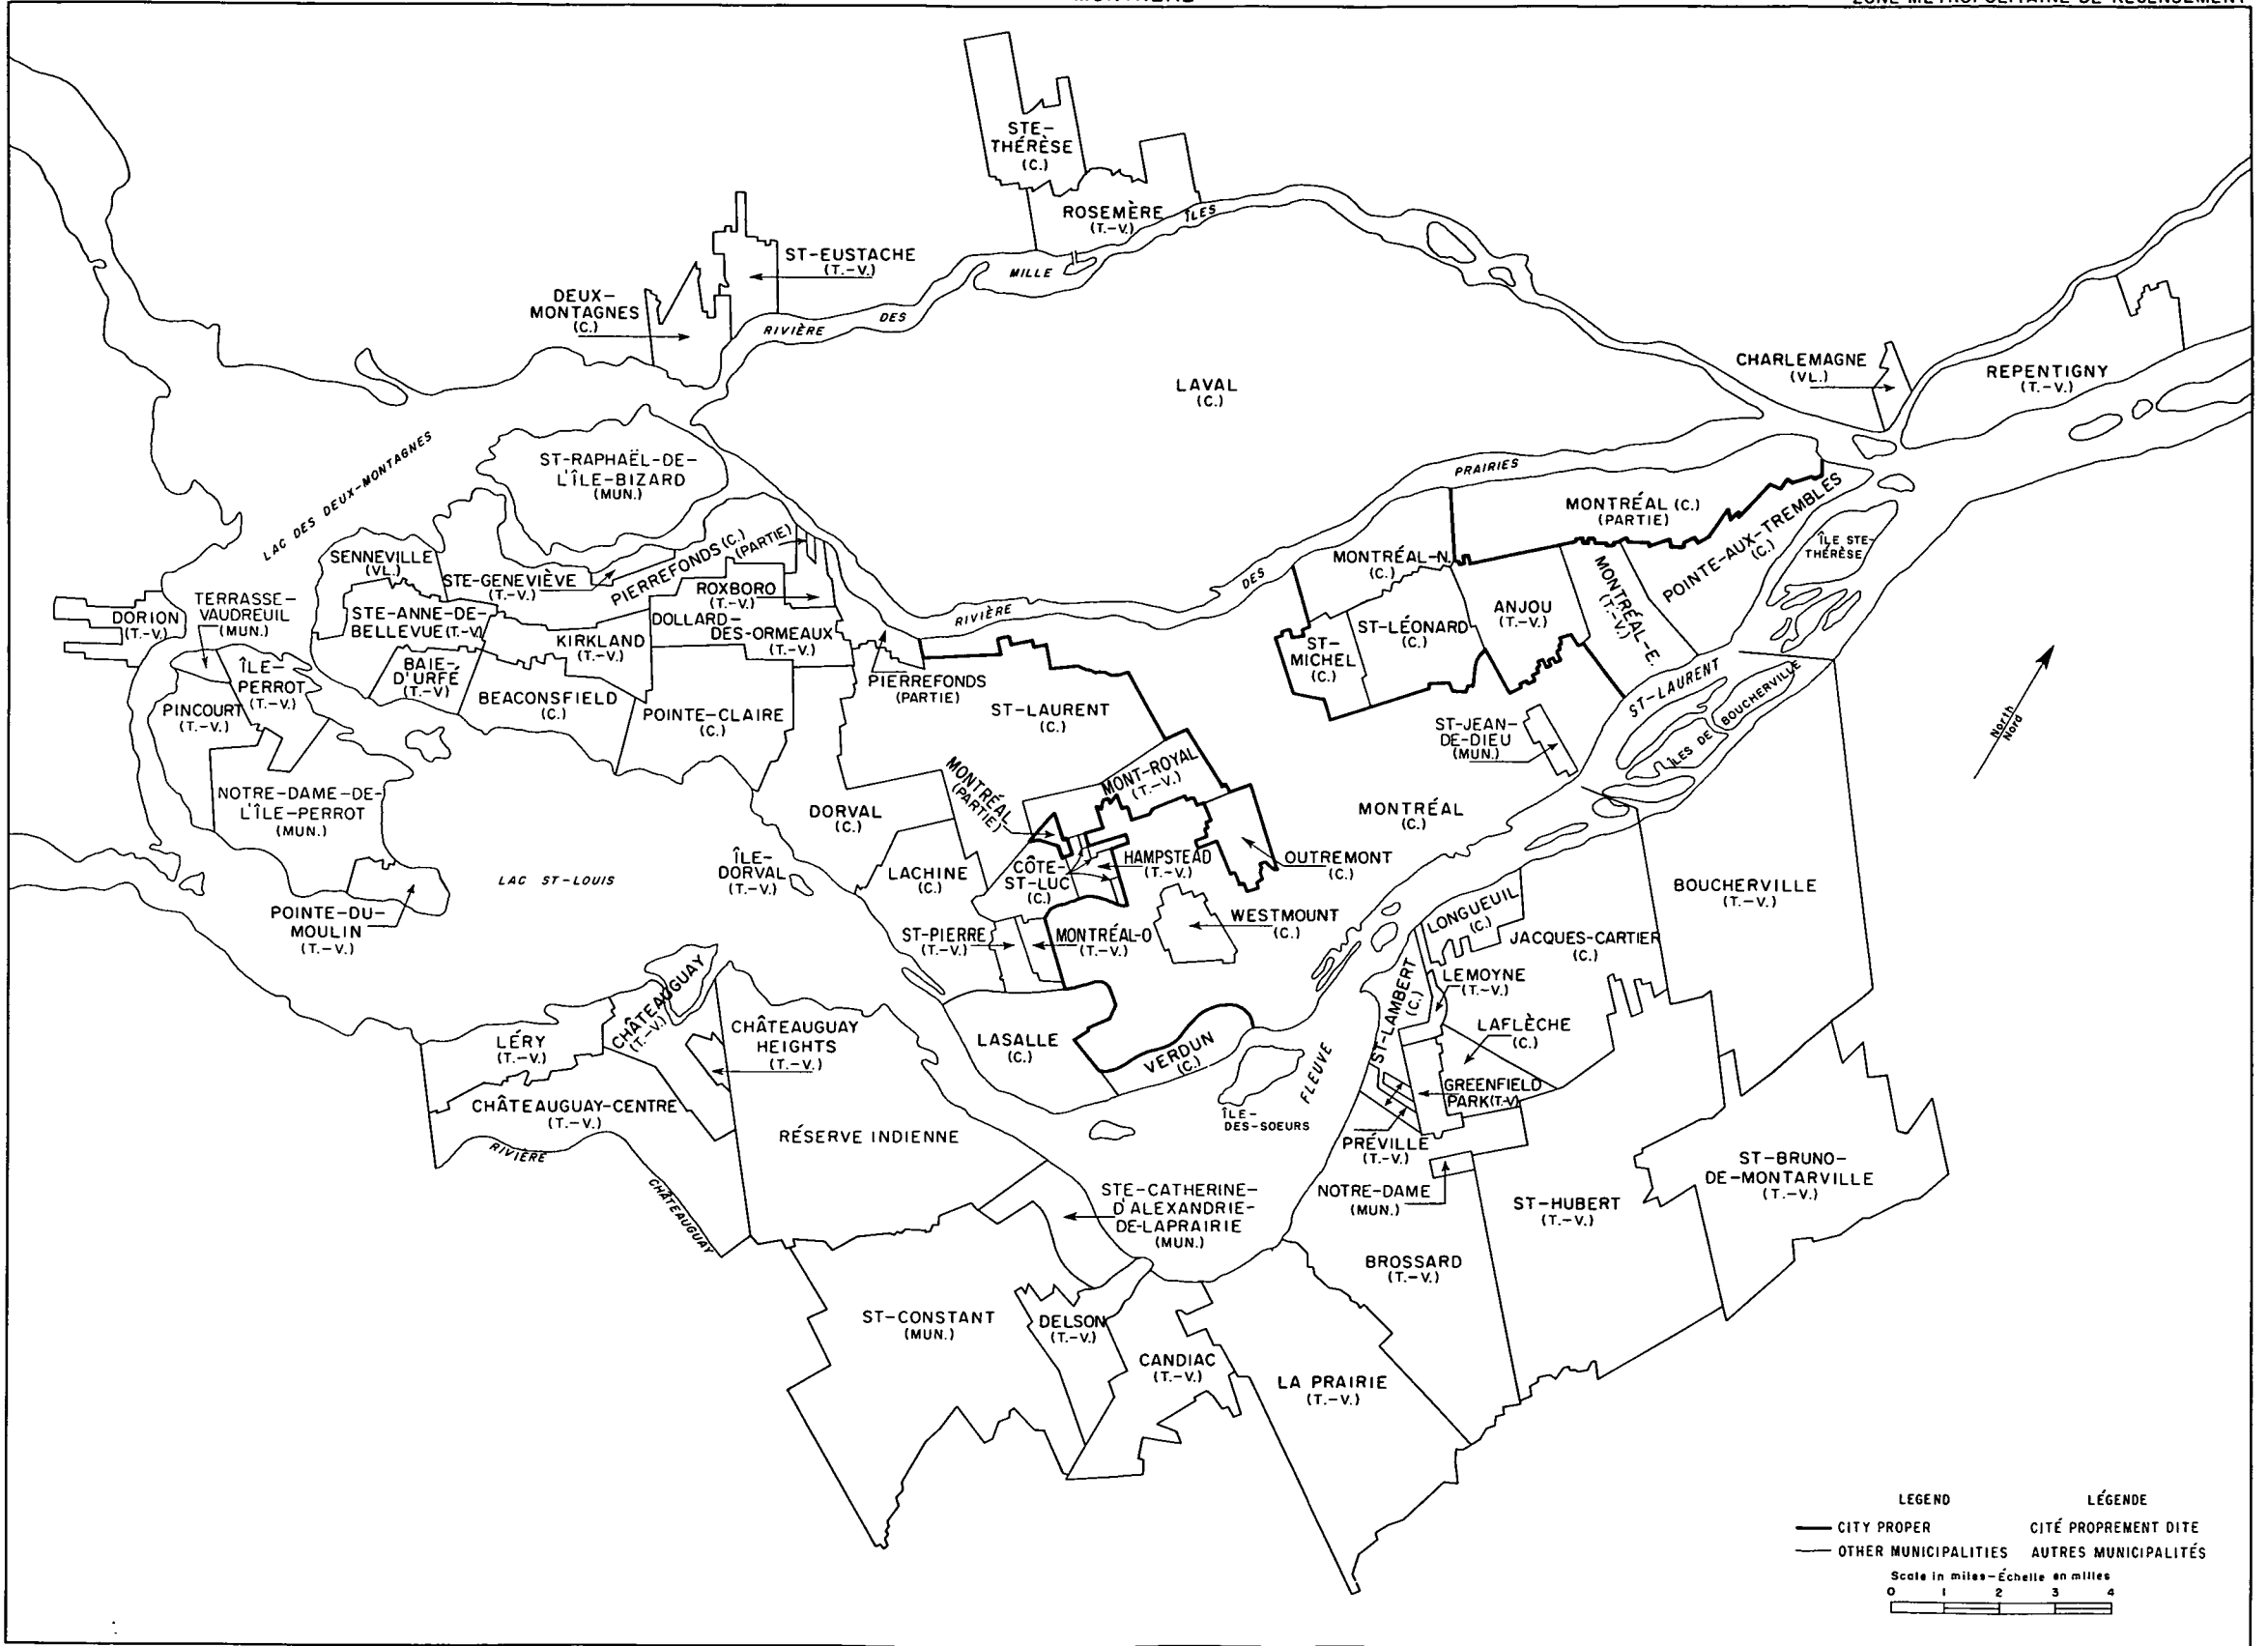 STE-
THÉRÈSE
(C.)
ROSEMÈRE
(T.-V.)
ÎLES
MILLE
DES
RIVIÈRE
ST-EUSTACHE
(T.-V.)
DEUX-
MONTAGNES
(C.)
LAVAL
(C.)
CHARLEMAGNE
(VL.)
REPENTIGNY
(T.-V.)
LAC DES DEUX-MONTAGNES
ST-RAPHAËL-DE-
L'ÎLE-BIZARD
(MUN.)
PRAIRIES
DES
RIVIÈRE
MONTRÉAL (C.)
(PARTIE)
POINTE-AUX-TREMBLES
(C.)
ÎLE STE-
THÉRÈSE
SENNEVILLE
(VL.)
STE-GENEVIÈVE
(T.-V.)
PIERREFONDS (C.)
(PARTIE)
ROXBORO
(T.-V.)
MONTRÉAL-N.
(C.)
MONTRÉAL-E.
(T.-V.)
ANJOU
(T.-V.)
ST-LÉONARD
(C.)
ST-
MICHEL
(C.)
DORION
(T.-V.)
TERRASSE-
VAUDREUIL
(MUN.)
STE-ANNE-DE-
BELLEVUE (T.-V)
KIRKLAND
(T.-V.)
DOLLARD-
DES-ORMEAUX
(T.-V.)
ÎLE-
PERROT
(T.-V.)
BAIE-
D'URFÉ
(T.-V)
PINCOURT
(T.-V.)
BEACONSFIELD
(C.)
POINTE-CLAIRE
(C.)
PIERREFONDS
(PARTIE)
ST-LAURENT
(C.)
ST-LAURENT
ÎLES DE BOUCHERVILLE
ST-JEAN-
DE-DIEU
(MUN.)
North
Nord
NOTRE-DAME-DE-
L'ÎLE-PERROT
(MUN.)
MONTRÉAL
(PARTIE)
MONT-ROYAL
(T.-V.)
DORVAL
(C.)
MONTRÉAL
(C.)
ÎLE-
DORVAL
(T.-V.)
LACHINE
(C.)
CÔTE-
ST-LUC
(C.)
HAMPSTEAD
(T.-V.)
OUTREMONT
(C.)
LAC ST-LOUIS
POINTE-DU-
MOULIN
(T.-V.)
BOUCHERVILLE
(T.-V.)
LONGUEUIL
(C.)
WESTMOUNT
(C.)
ST-PIERRE
(T.-V.)
MONTRÉAL-O
(T.-V.)
JACQUES-CARTIER
(C.)
CHÂTEAUGUAY
(T.-V.)
LEMOYNE
(T.-V.)
ST-LAMBERT
(C.)
LÉRY
(T.-V.)
CHÂTEAUGUAY
HEIGHTS
(T.-V.)
LASALLE
(C.)
VERDUN
(C.)
FLEUVE
LAFLÈCHE
(C.)
GREENFIELD
PARK(T.-V)
CHÂTEAUGUAY-CENTRE
(T.-V.)
ÎLE-
DES-SOEURS
RÉSERVE INDIENNE
PRÉVILLE
(T.-V.)
RIVIÈRE
CHÂTEAUGUAY
STE-CATHERINE-
D'ALEXANDRIE-
DE-LAPRAIRIE
(MUN.)
NOTRE-DAME
(MUN.)
ST-BRUNO-
DE-MONTARVILLE
(T.-V.)
ST-HUBERT
(T.-V.)
BROSSARD
(T.-V.)
ST-CONSTANT
(MUN.)
DELSON
(T.-V.)
CANDIAC
(T.-V.)
LA PRAIRIE
(T.-V.)
LEGEND LÉGENDE
CITY PROPER CITÉ PROPREMENT DITE
OTHER MUNICIPALITIES AUTRES MUNICIPALITÉS
Scale in miles-Échelle en milles
0 1 2 3 4